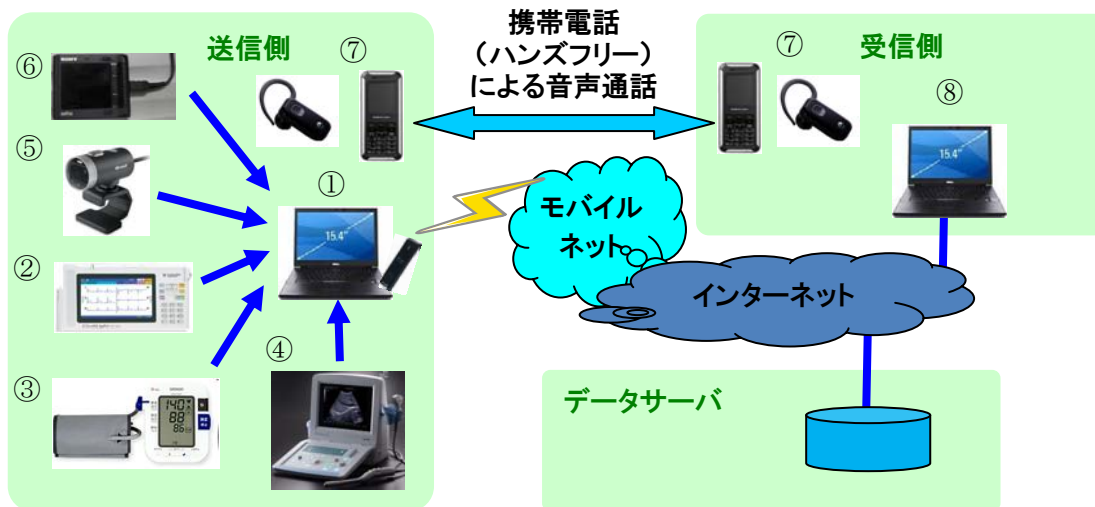 携帯電話
(ハンズフリー)
による音声通話
送信側
⑦
⑥
SONY
⑤
①
15.4"
②
③
140
88
86
④
⑦
受信側
⑧
15.4"
モバイル
ネット
インターネット
データサーバ